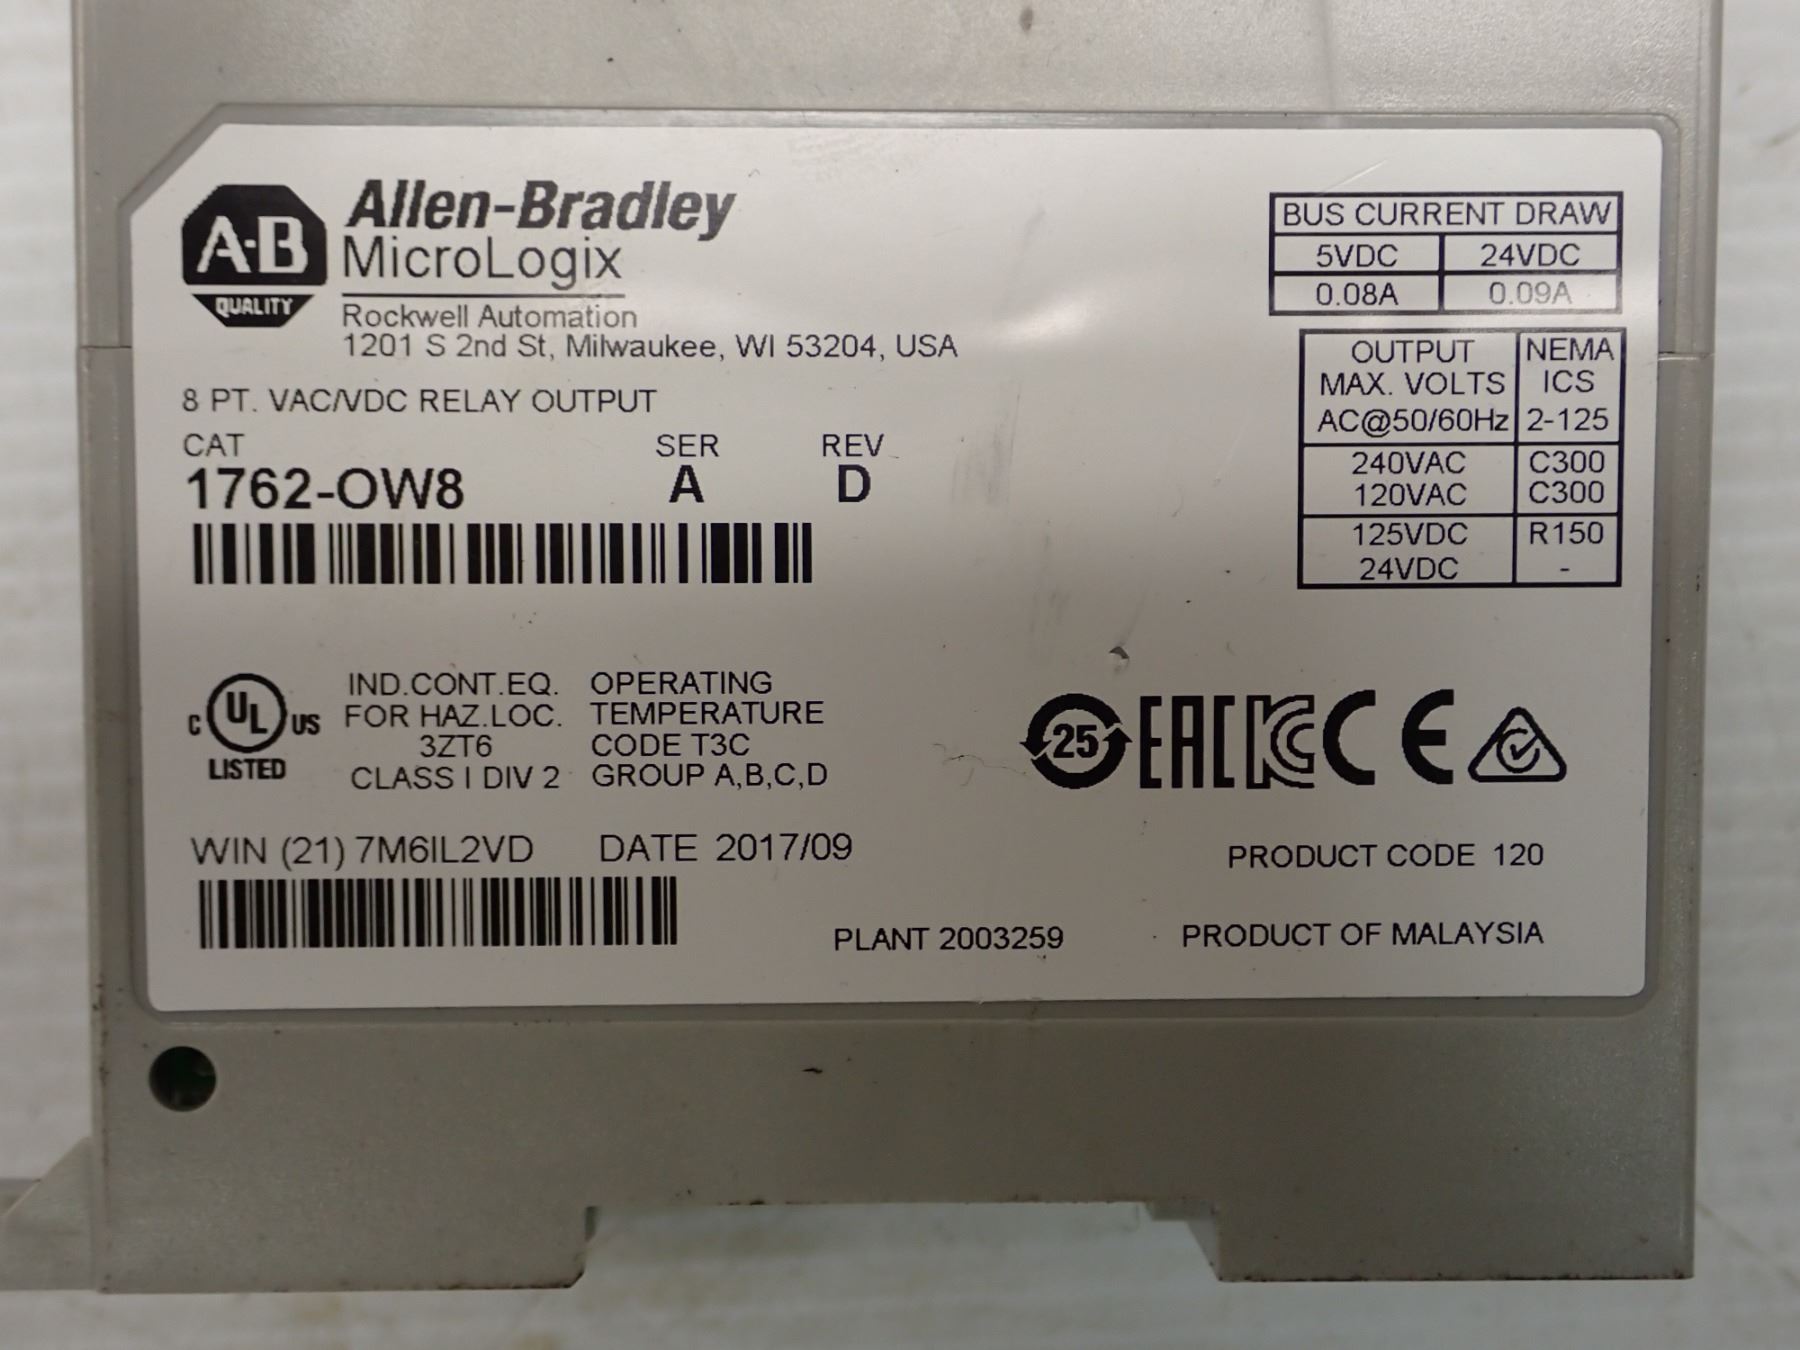 A-B
QUALITY
Allen-Bradley
MicroLogix
Rockwell Automation
1201 S 2nd St, Milwaukee, WI 53204, USA
8 PT. VAC/VDC RELAY OUTPUT
CAT SER REV
1762-OW8 A D
BUS CURRENT DRAW
5VDC 24VDC
0.08A 0.09A
OUTPUT NEMA
MAX. VOLTS ICS
AC@50/60Hz 2-125
240VAC C300
120VAC C300
125VDC R150
24VDC -
C UL US
LISTED
IND.CONT.EQ.
FOR HAZ.LOC.
3ZT6
CLASS I DIV 2
OPERATING
TEMPERATURE
CODE T3C
GROUP A,B,C,D
25 EAC KC CE
WIN (21) 7M6IL2VD DATE 2017/09
PRODUCT CODE 120
PLANT 2003259
PRODUCT OF MALAYSIA